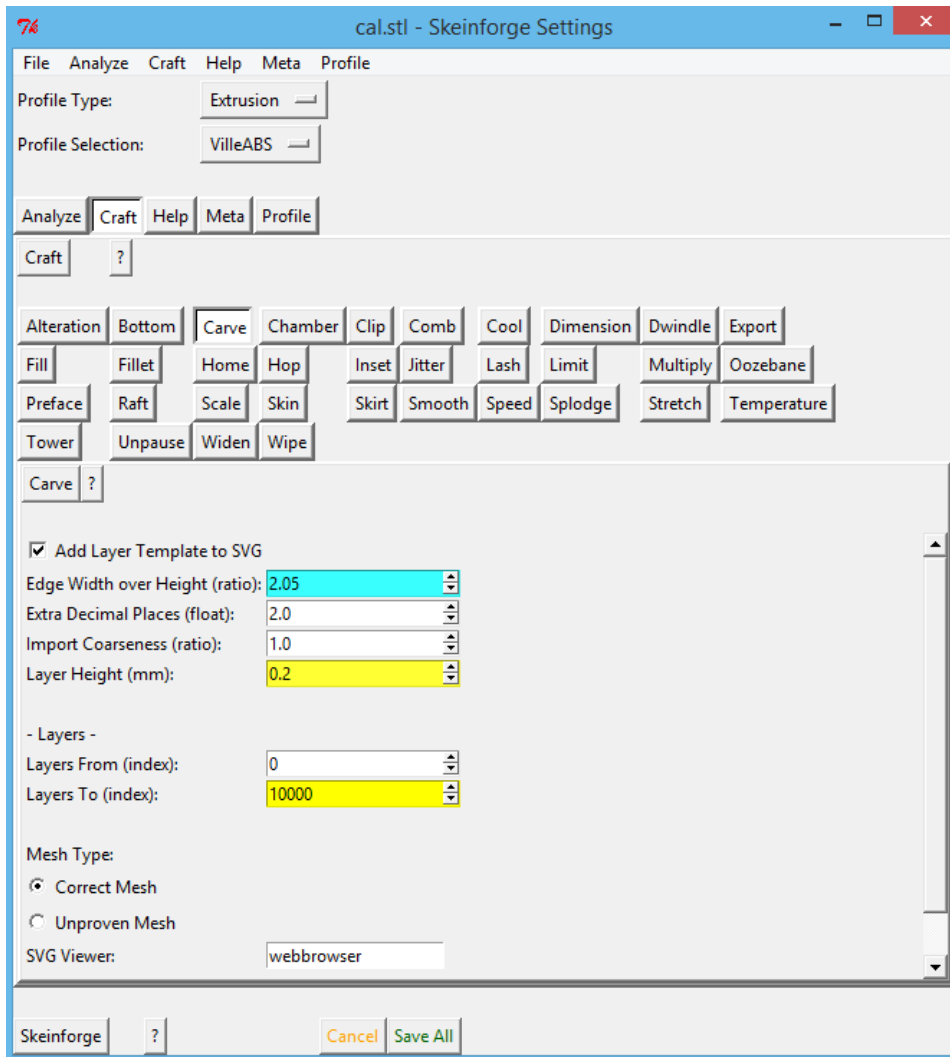 7k cal.stl - Skeinforge Settings
File Analyze Craft Help Meta Profile
Profile Type: Extrusion
Profile Selection: VilleABS
Analyze Craft Help Meta Profile
Craft ?
Alteration Bottom Carve Chamber Clip Comb Cool Dimension Dwindle Export
Fill Fillet Home Hop Inset Jitter Lash Limit Multiply Oozebane
Preface Raft Scale Skin Skirt Smooth Speed Splodge Stretch Temperature
Tower Unpause Widen Wipe
Carve ?
Add Layer Template to SVG
Edge Width over Height (ratio): 2.05
Extra Decimal Places (float): 2.0
Import Coarseness (ratio): 1.0
Layer Height (mm): 0.2
- Layers -
Layers From (index): 0
Layers To (index): 10000
Mesh Type:
Correct Mesh
Unproven Mesh
SVG Viewer: webbrowser
Skeinforge ? Cancel Save All